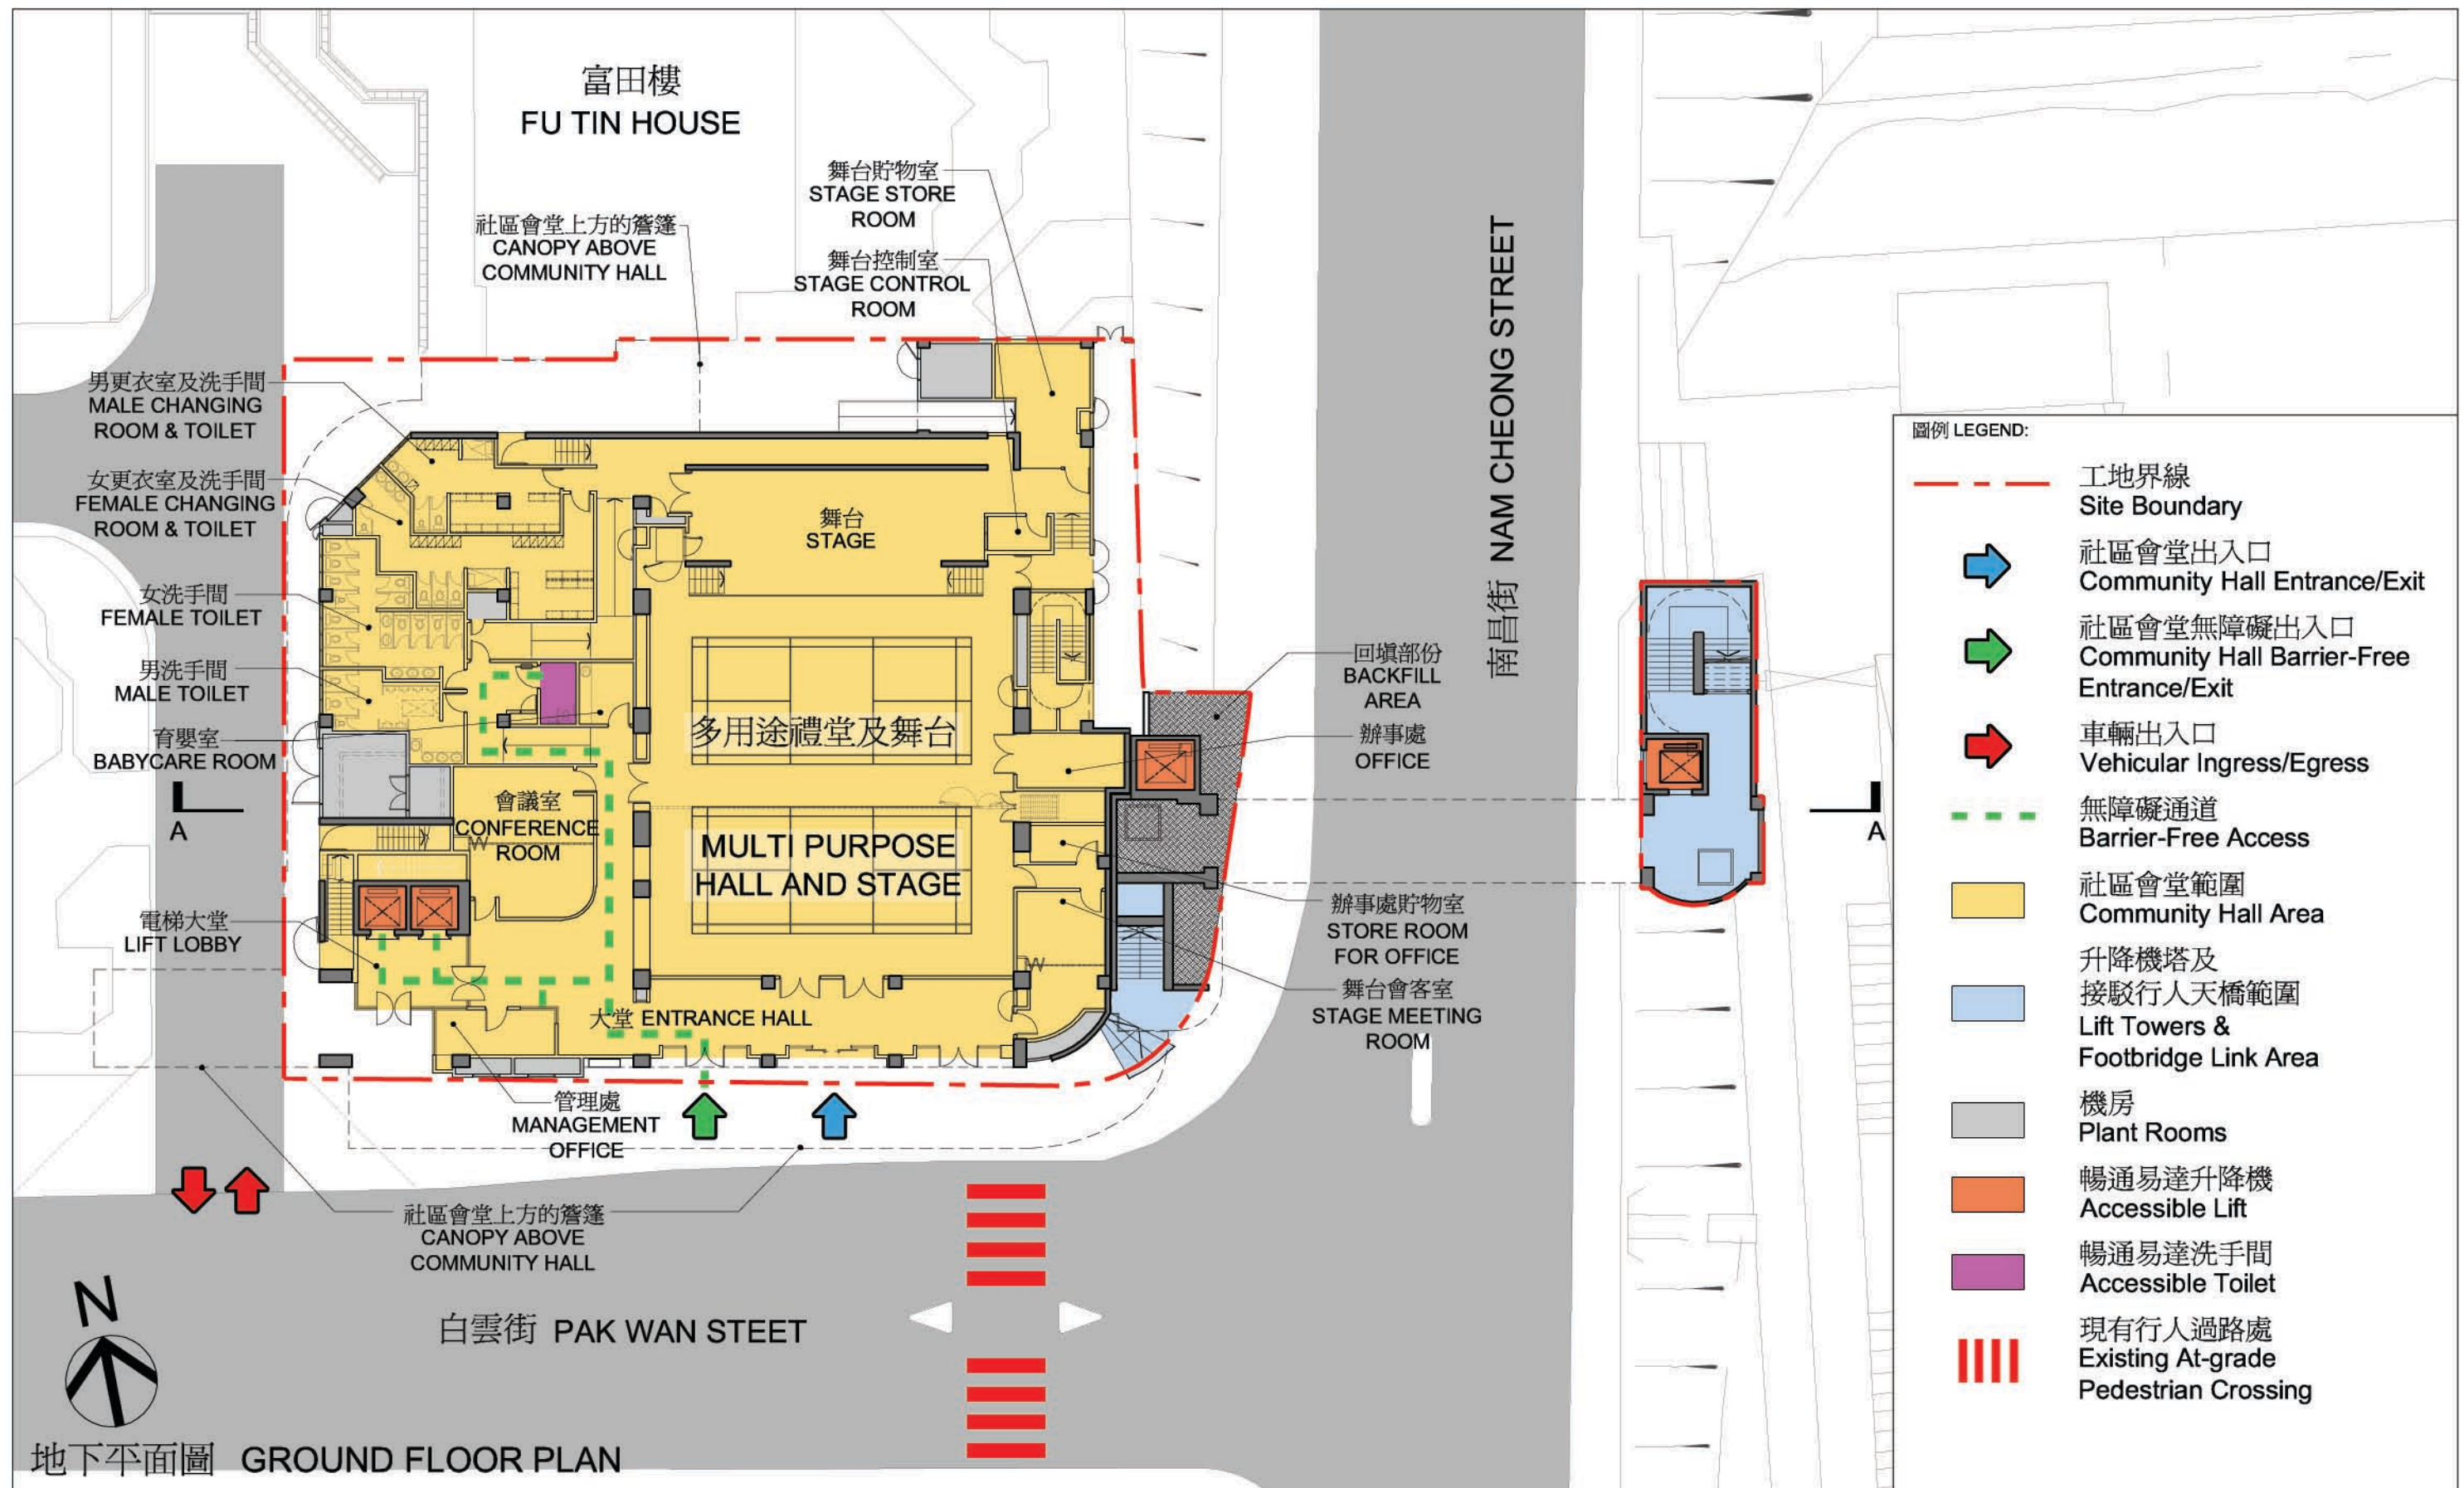 富田樓
FU TIN HOUSE
舞台貯物室
STAGE STORE
ROOM
社區會堂上方的簷篷
CANOPY ABOVE
COMMUNITY HALL
舞台控制室
STAGE CONTROL
ROOM
男更衣室及洗手間
MALE CHANGING
ROOM & TOILET
女更衣室及洗手間
FEMALE CHANGING
ROOM & TOILET
女洗手間
FEMALE TOILET
男洗手間
MALE TOILET
育嬰室
BABYCARE ROOM
A
電梯大堂
LIFT LOBBY
舞台
STAGE
多用途禮堂及舞台
MULTI PURPOSE
HALL AND STAGE
會議室
CONFERENCE
ROOM
大堂 ENTRANCE HALL
管理處
MANAGEMENT
OFFICE
社區會堂上方的簷篷
CANOPY ABOVE
COMMUNITY HALL
南昌街 NAM CHEONG STREET
回塡部份
BACKFILL
AREA
辦事處
OFFICE
辦事處貯物室
STORE ROOM
FOR OFFICE
舞台會客室
STAGE MEETING
ROOM
A
白雲街 PAK WAN STEET
N
地下平面圖 GROUND FLOOR PLAN
圖例 LEGEND:
工地界線
Site Boundary
社區會堂出入口
Community Hall Entrance/Exit
社區會堂無障礙出入口
Community Hall Barrier-Free
Entrance/Exit
車輛出入口
Vehicular Ingress/Egress
無障礙通道
Barrier-Free Access
社區會堂範圍
Community Hall Area
升降機塔及
接駁行人天橋範圍
Lift Towers &
Footbridge Link Area
機房
Plant Rooms
暢通易達升降機
Accessible Lift
暢通易達洗手間
Accessible Toilet
現有行人過路處
Existing At-grade
Pedestrian Crossing